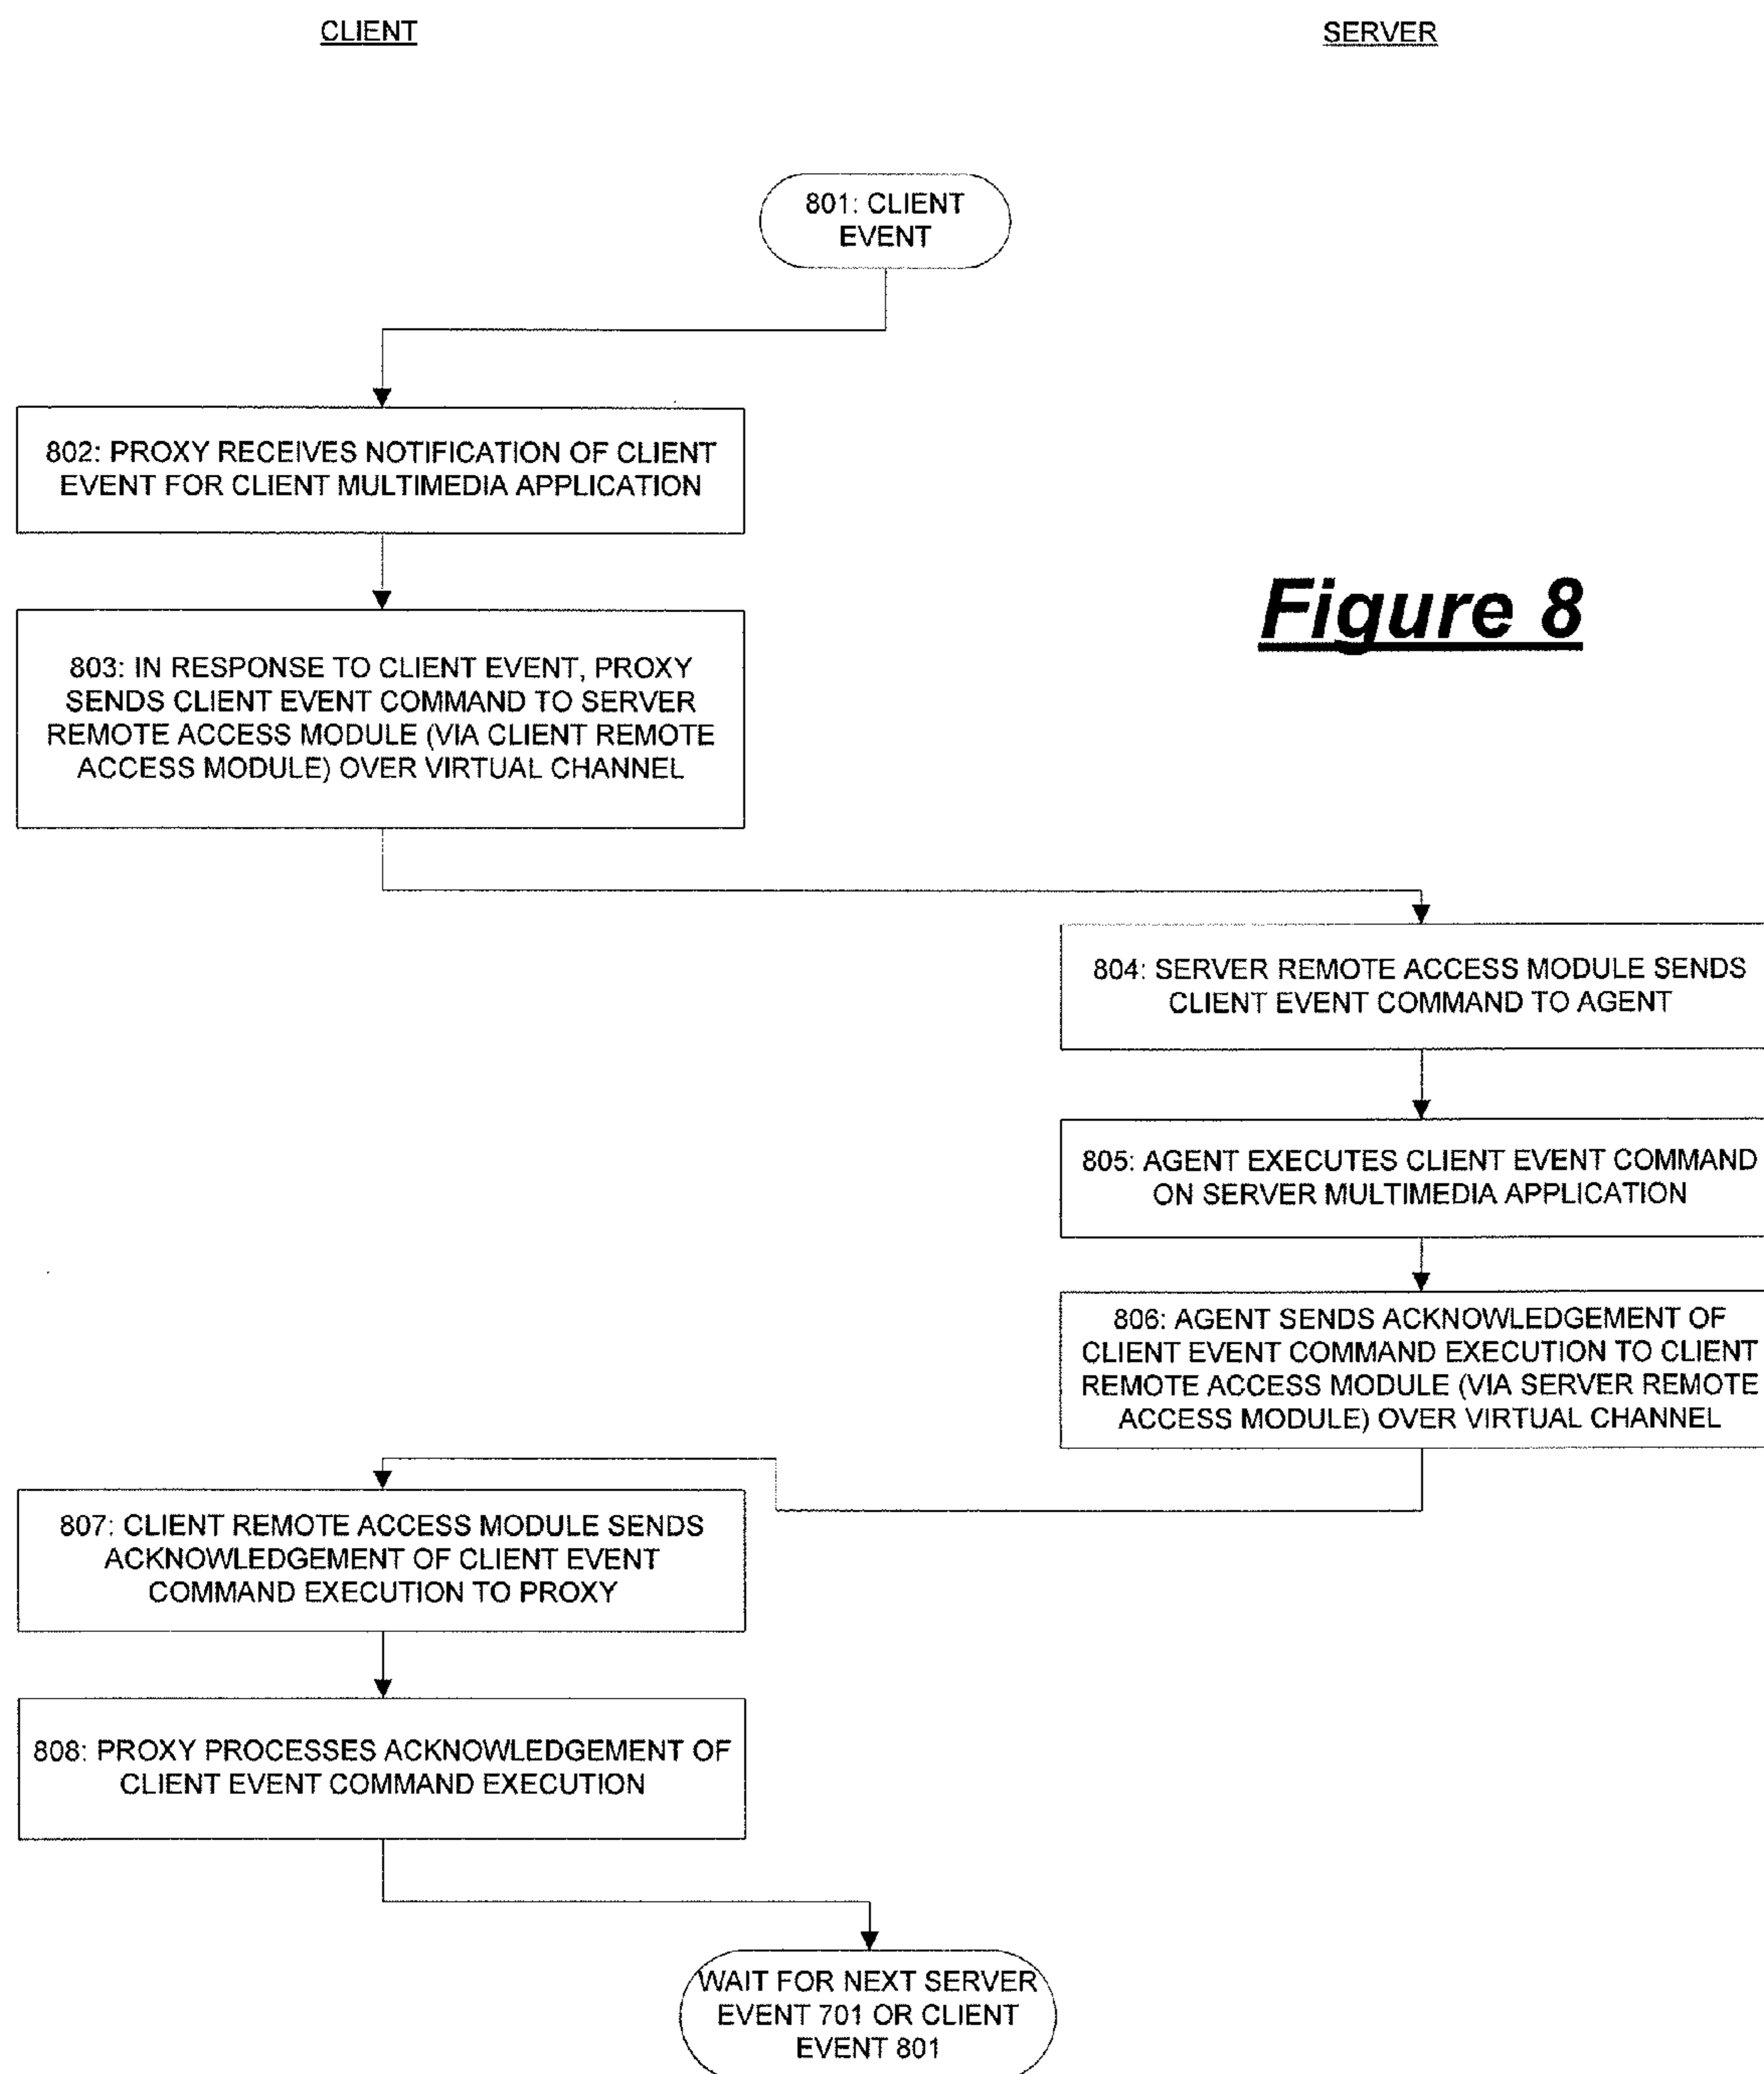 CLIENT
SERVER
801: CLIENT
EVENT
802: PROXY RECEIVES NOTIFICATION OF CLIENT
EVENT FOR CLIENT MULTIMEDIA APPLICATION
Figure 8
803: IN RESPONSE TO CLIENT EVENT, PROXY
SENDS CLIENT EVENT COMMAND TO SERVER
REMOTE ACCESS MODULE (VIA CLIENT REMOTE
ACCESS MODULE) OVER VIRTUAL CHANNEL
804: SERVER REMOTE ACCESS MODULE SENDS
CLIENT EVENT COMMAND TO AGENT
805: AGENT EXECUTES CLIENT EVENT COMMAND
ON SERVER MULTIMEDIA APPLICATION
806: AGENT SENDS ACKNOWLEDGEMENT OF
CLIENT EVENT COMMAND EXECUTION TO CLIENT
REMOTE ACCESS MODULE (VIA SERVER REMOTE
ACCESS MODULE) OVER VIRTUAL CHANNEL
807: CLIENT REMOTE ACCESS MODULE SENDS
ACKNOWLEDGEMENT OF CLIENT EVENT
COMMAND EXECUTION TO PROXY
808: PROXY PROCESSES ACKNOWLEDGEMENT OF
CLIENT EVENT COMMAND EXECUTION
WAIT FOR NEXT SERVER
EVENT 701 OR CLIENT
EVENT 801